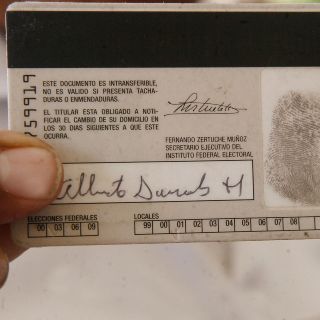 ESTE DOCUMENTO ES INTRANSFERIBLE,
NO ES VALIDO SI PRESENTA TACHA-
DURAS O ENMENDADURAS.
EL TITULAR ESTA OBLIGADO A NOTI-
FICAR EL CAMBIO DE SU DOMICILIO EN
LOS 30 DIAS SIGUIENTES A QUE ESTE
OCURRA.
FERNANDO ZERTUCHE MUÑOZ
SECRETARIO EJECUTIVO DEL
INSTITUTO FEDERAL ELECTORAL
59919
ELECCIONES FEDERALES
00 03 06 09
LOCALES
99 00 01 02 03 04 05 06 07 08